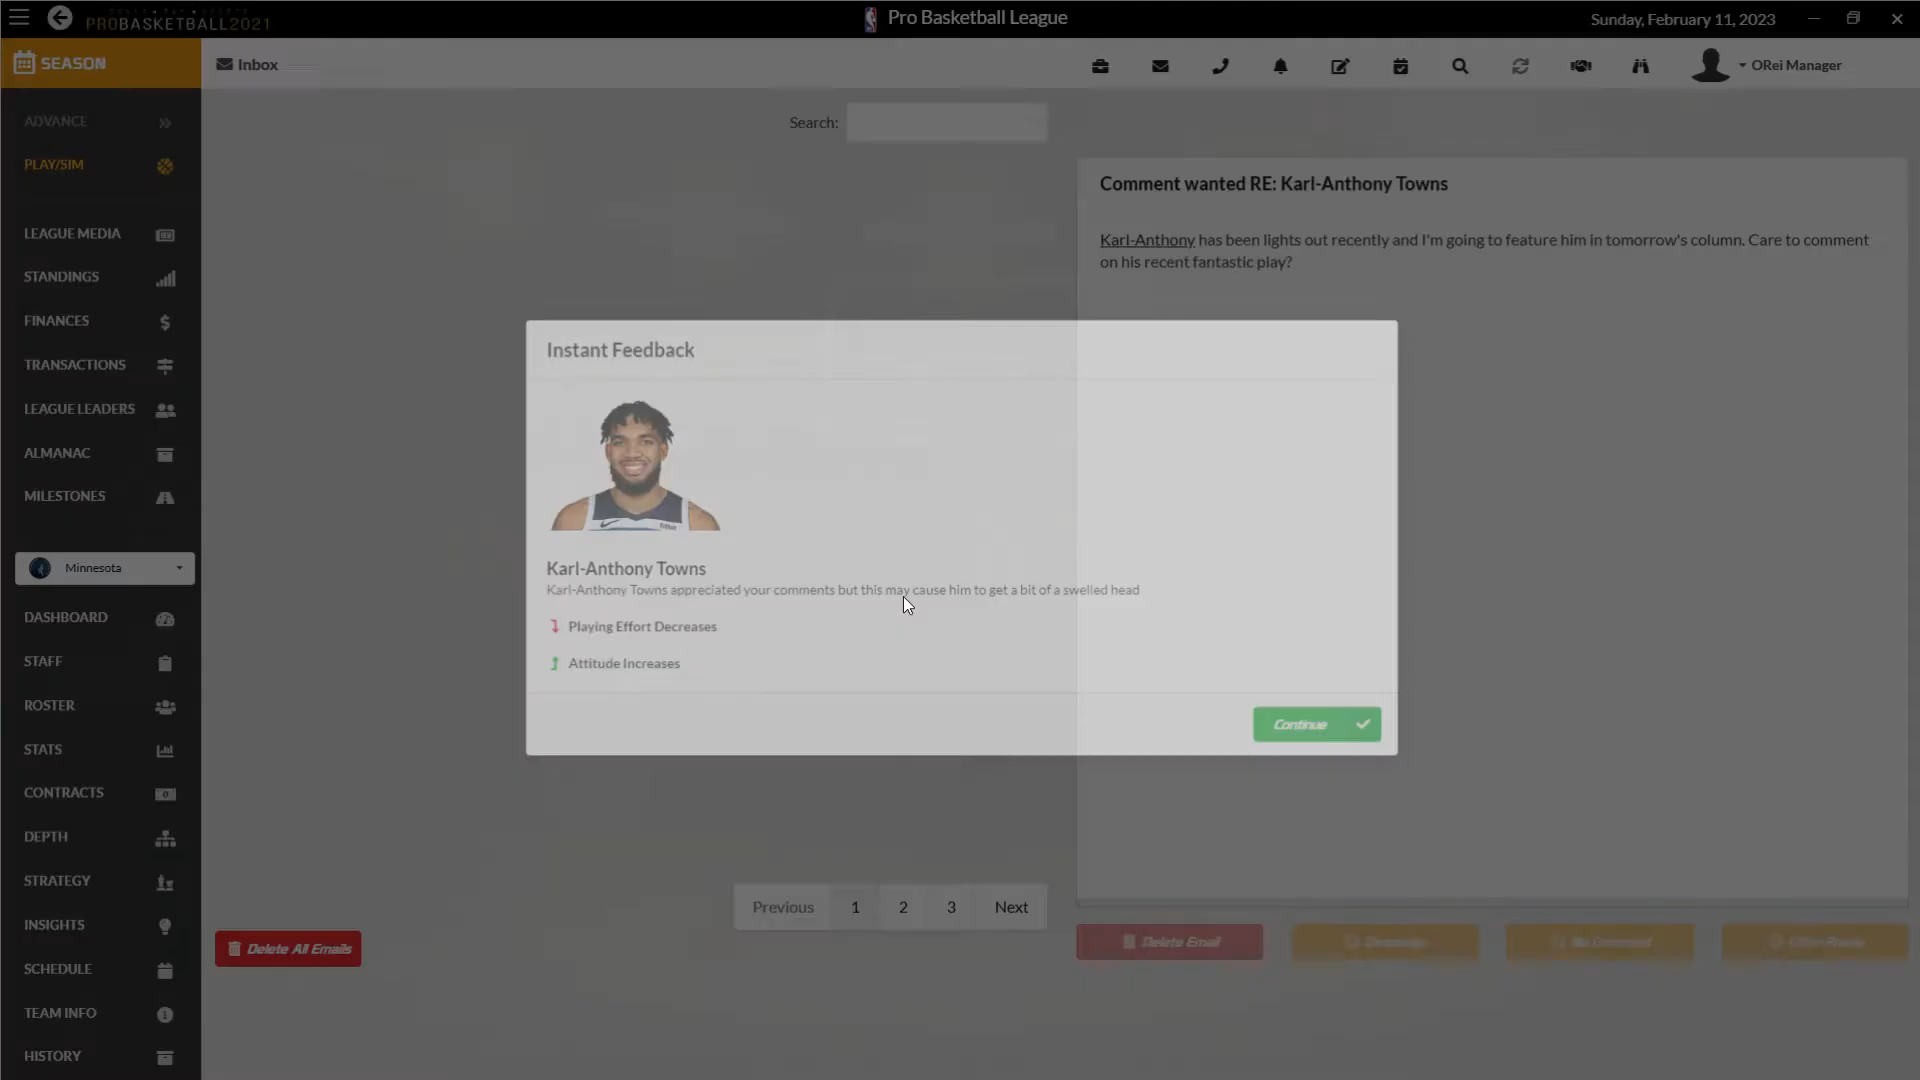 PROBASKETBALL2021
Pro Basketball League
Sunday, February 11, 2023
SEASON
Inbox
ORei Manager
ADVANCE
PLAY/SIM
LEAGUE MEDIA
STANDINGS
FINANCES
TRANSACTIONS
LEAGUE LEADERS
ALMANAC
MILESTONES
Minnesota
DASHBOARD
STAFF
ROSTER
STATS
CONTRACTS
DEPTH
STRATEGY
INSIGHTS
SCHEDULE
TEAM INFO
HISTORY
Search:
Comment wanted RE: Karl-Anthony Towns
Karl-Anthony has been lights out recently and I'm going to feature him in tomorrow's column. Care to comment
on his recent fantastic play?
Instant Feedback
Karl-Anthony Towns
Karl-Anthony Towns appreciated your comments but this may cause him to get a bit of a swelled head
Playing Effort Decreases
Attitude Increases
Continue
Previous 1 2 3 Next
Delete All Emails
Delete Email
No Comment